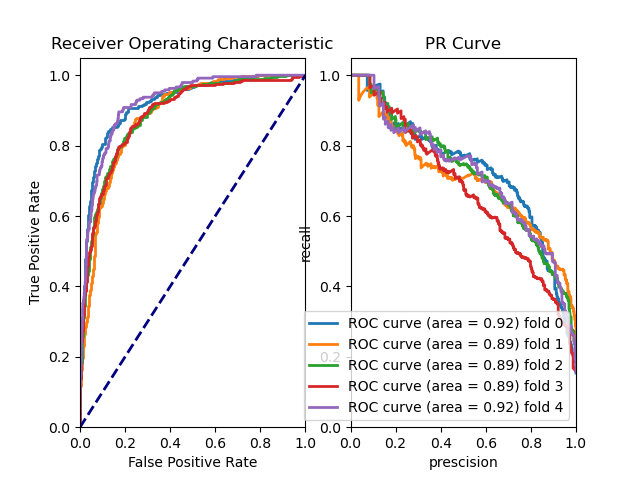 Receiver Operating Characteristic
PR Curve
1.0
0.8
0.6
0.4
0.2
0.0
True Positive Rate
0.0 0.2 0.4 0.6 0.8 1.0
False Positive Rate
1.0
0.8
0.6
0.4
0.2
0.0
recall
0.0 0.2 0.4 0.6 0.8 1.0
prescision
ROC curve (area = 0.92) fold 0
ROC curve (area = 0.89) fold 1
ROC curve (area = 0.89) fold 2
ROC curve (area = 0.89) fold 3
ROC curve (area = 0.92) fold 4